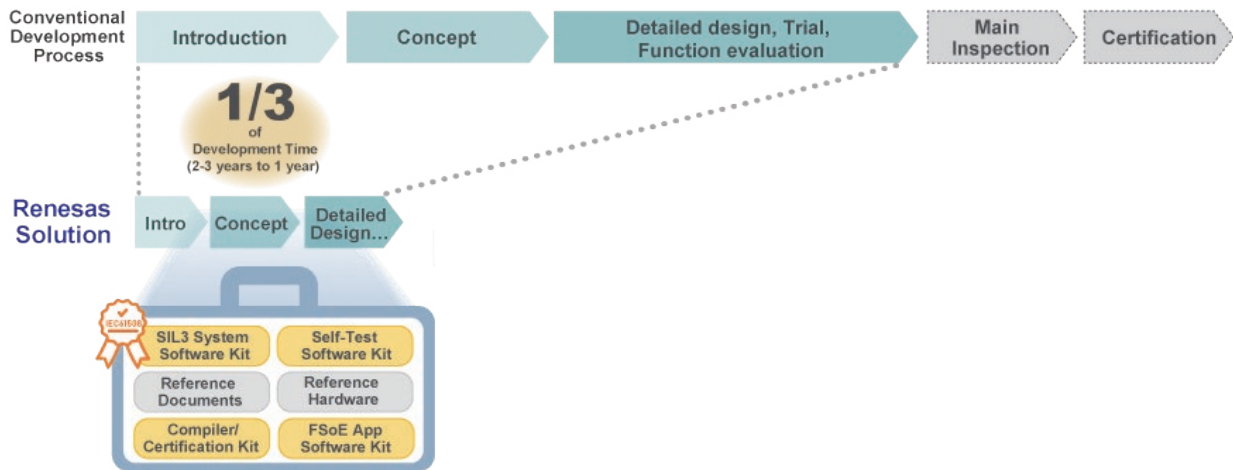 Conventional
Development
Process
Introduction
Concept
Detailed design, Trial,
Function evaluation
Main
Inspection
Certification
1/3
of
Development Time
(2-3 years to 1 year)
Renesas
Solution
Intro
Concept
Detailed
Design...
IEC61508
SIL3 System
Software Kit
Self-Test
Software Kit
Reference
Documents
Reference
Hardware
Compiler/
Certification Kit
FSoE App
Software Kit